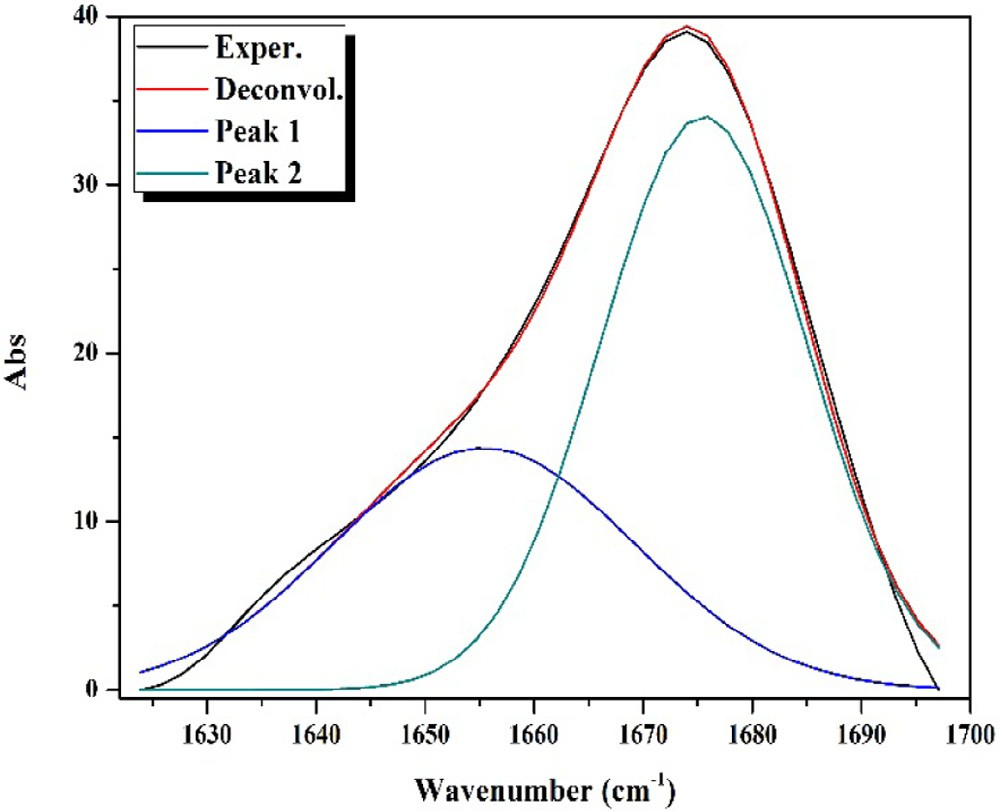 40
30
20
10
0
Abs
Exper.
Deconvol.
Peak 1
Peak 2
1630 1640 1650 1660 1670 1680 1690 1700
Wavenumber (cm⁻¹)